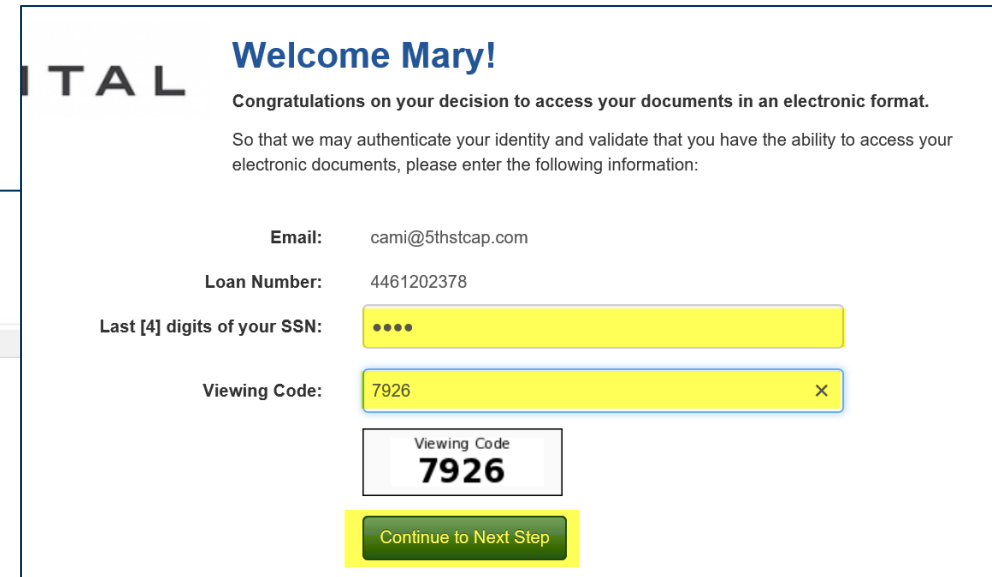 ITAL
Welcome Mary!
Congratulations on your decision to access your documents in an electronic format.
So that we may authenticate your identity and validate that you have the ability to access your
electronic documents, please enter the following information:
Email: cami@5thstcap.com
Loan Number: 4461202378
Last [4] digits of your SSN: ••••
Viewing Code: 7926 ×
Viewing Code
7926
Continue to Next Step